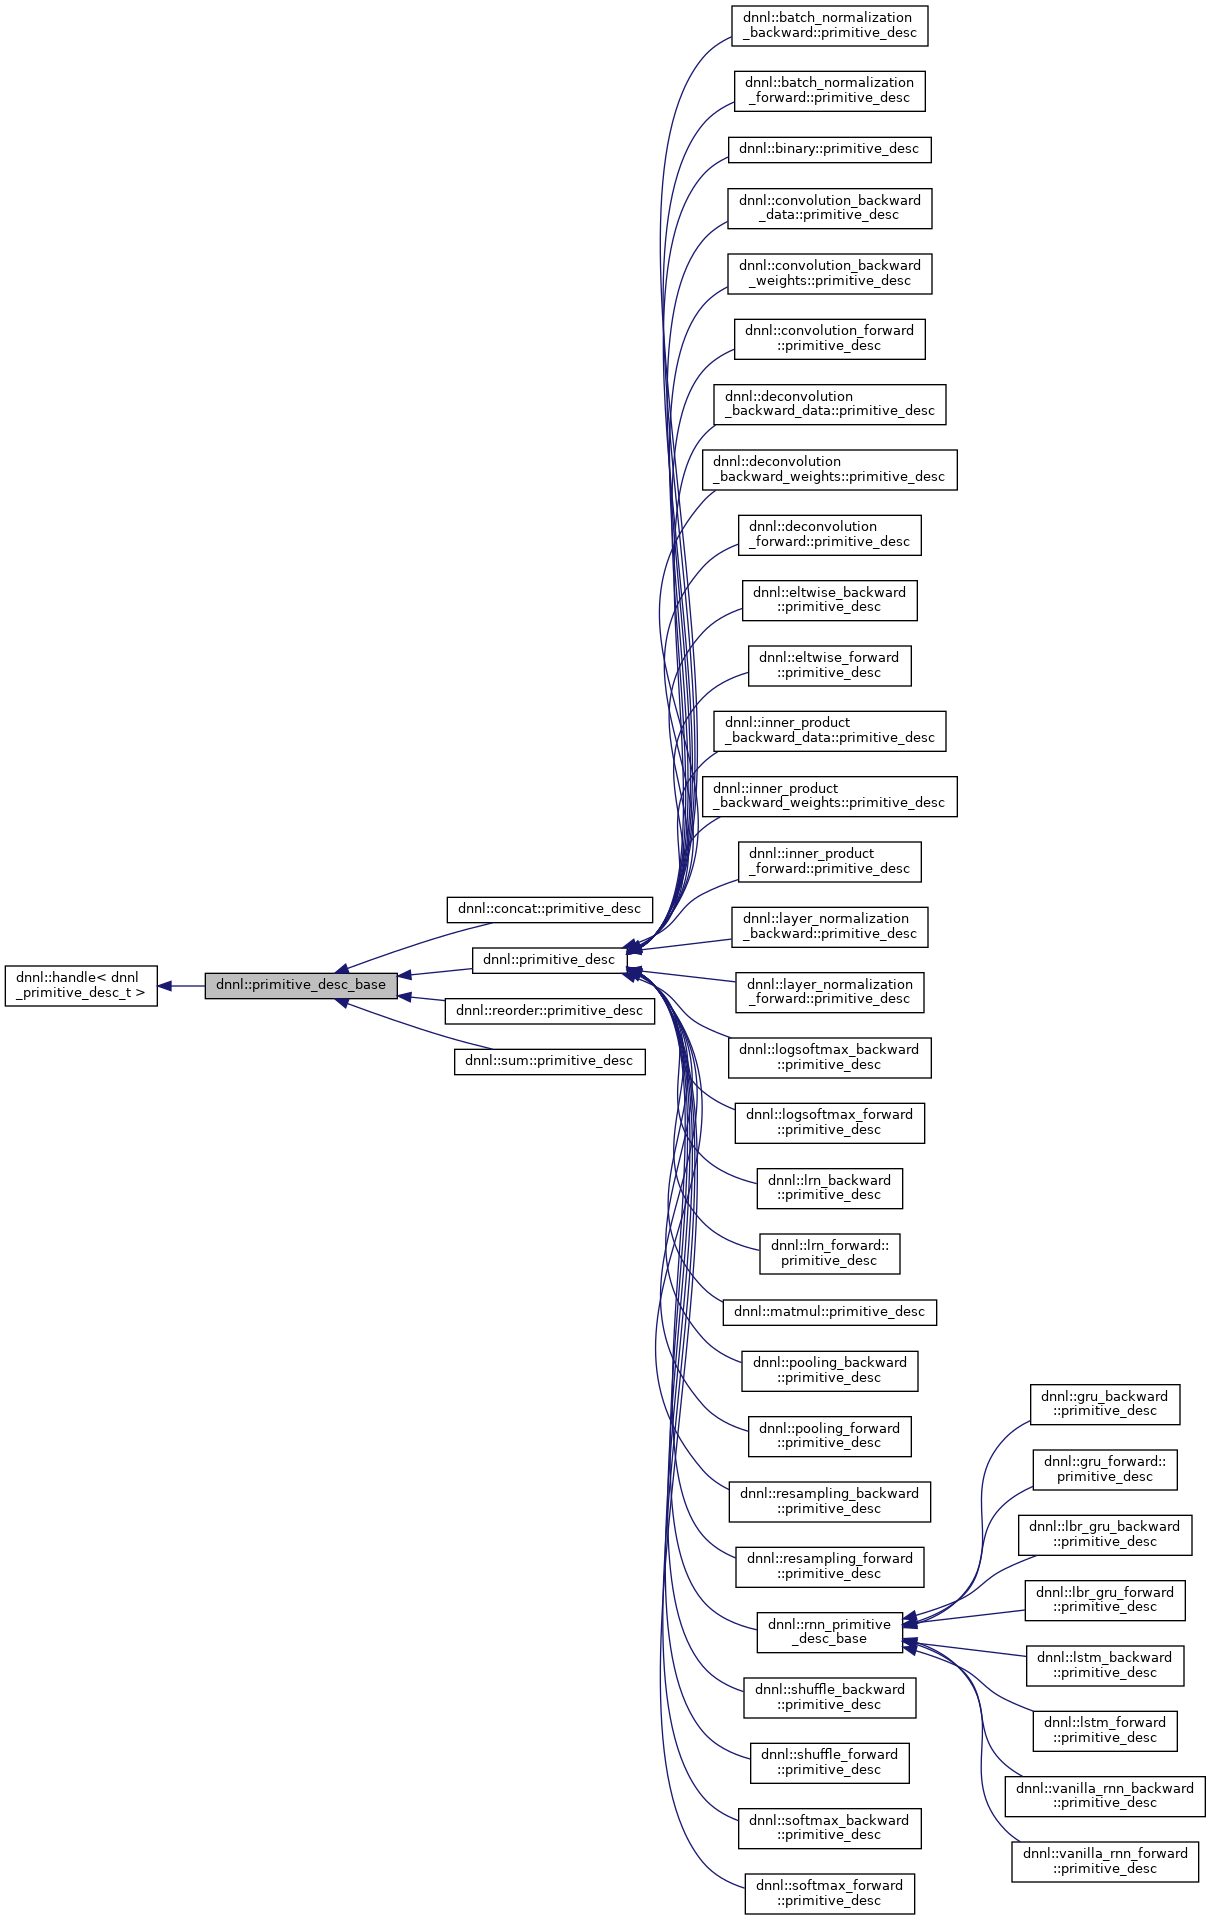 dnnl::handle< dnnl
_primitive_desc_t >
dnnl::primitive_desc_base
dnnl::concat::primitive_desc
dnnl::primitive_desc
dnnl::reorder::primitive_desc
dnnl::sum::primitive_desc
dnnl::batch_normalization
_backward::primitive_desc
dnnl::batch_normalization
_forward::primitive_desc
dnnl::binary::primitive_desc
dnnl::convolution_backward
_data::primitive_desc
dnnl::convolution_backward
_weights::primitive_desc
dnnl::convolution_forward
::primitive_desc
dnnl::deconvolution
_backward_data::primitive_desc
dnnl::deconvolution
_backward_weights::primitive_desc
dnnl::deconvolution
_forward::primitive_desc
dnnl::eltwise_backward
::primitive_desc
dnnl::eltwise_forward
::primitive_desc
dnnl::inner_product
_backward_data::primitive_desc
dnnl::inner_product
_backward_weights::primitive_desc
dnnl::inner_product
_forward::primitive_desc
dnnl::layer_normalization
_backward::primitive_desc
dnnl::layer_normalization
_forward::primitive_desc
dnnl::logsoftmax_backward
::primitive_desc
dnnl::logsoftmax_forward
::primitive_desc
dnnl::lrn_backward
::primitive_desc
dnnl::lrn_forward::
primitive_desc
dnnl::matmul::primitive_desc
dnnl::pooling_backward
::primitive_desc
dnnl::pooling_forward
::primitive_desc
dnnl::resampling_backward
::primitive_desc
dnnl::resampling_forward
::primitive_desc
dnnl::rnn_primitive
_desc_base
dnnl::shuffle_backward
::primitive_desc
dnnl::shuffle_forward
::primitive_desc
dnnl::softmax_backward
::primitive_desc
dnnl::softmax_forward
::primitive_desc
dnnl::gru_backward
::primitive_desc
dnnl::gru_forward::
primitive_desc
dnnl::lbr_gru_backward
::primitive_desc
dnnl::lbr_gru_forward
::primitive_desc
dnnl::lstm_backward
::primitive_desc
dnnl::lstm_forward
::primitive_desc
dnnl::vanilla_rnn_backward
::primitive_desc
dnnl::vanilla_rnn_forward
::primitive_desc